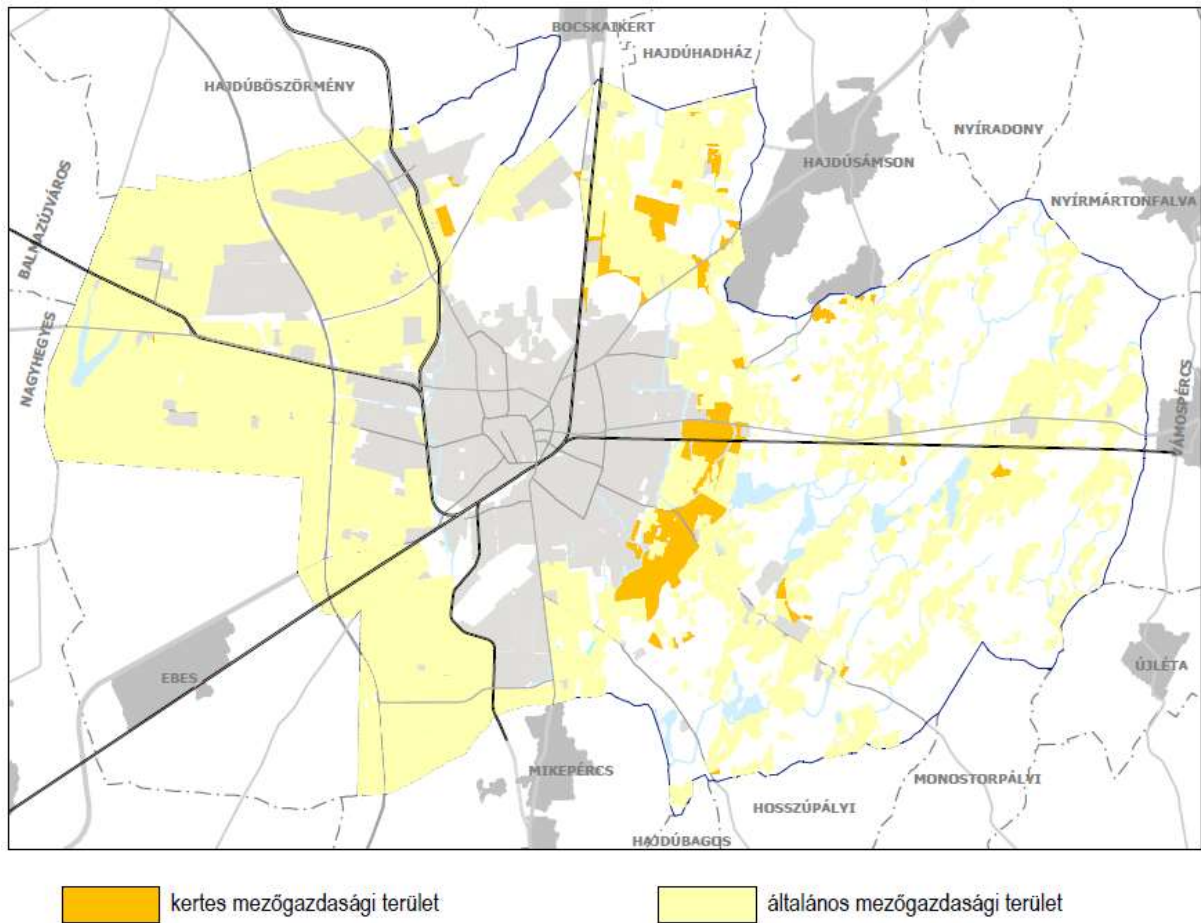 BOCSKAIKERT
HAJDÚHADHÁZ
HAJDÚBÖSZÖRMÉNY
NYÍRADONY
HAJDÚSÁMSON
NYÍRMÁRTONFALVA
BALMAZÚJVÁROS
NAGYHEGYES
VÁMOSPÉRCS
EBES
ÚJLÉTA
MIKEPÉRCS
MONOSTORPÁLYI
HOSSZÚPÁLYI
HAJDÚBAGOS
kertes mezőgazdasági terület
általános mezőgazdasági terület